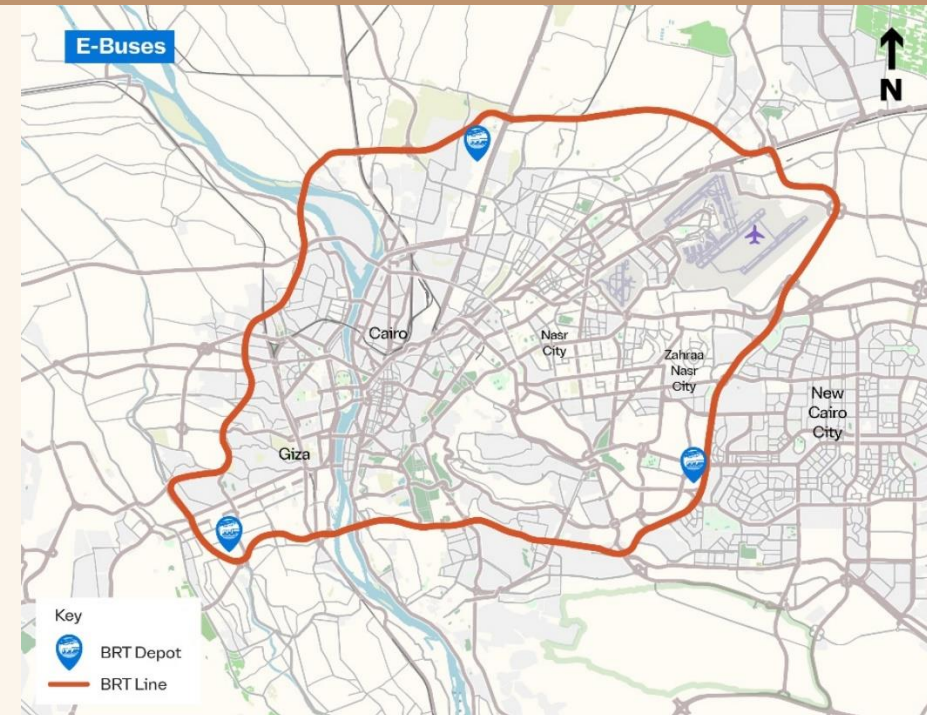 E-Buses
N
Cairo
Nasr
City
Zahraa
Nasr
City
New
Cairo
City
Giza
Key
BRT Depot
BRT Line